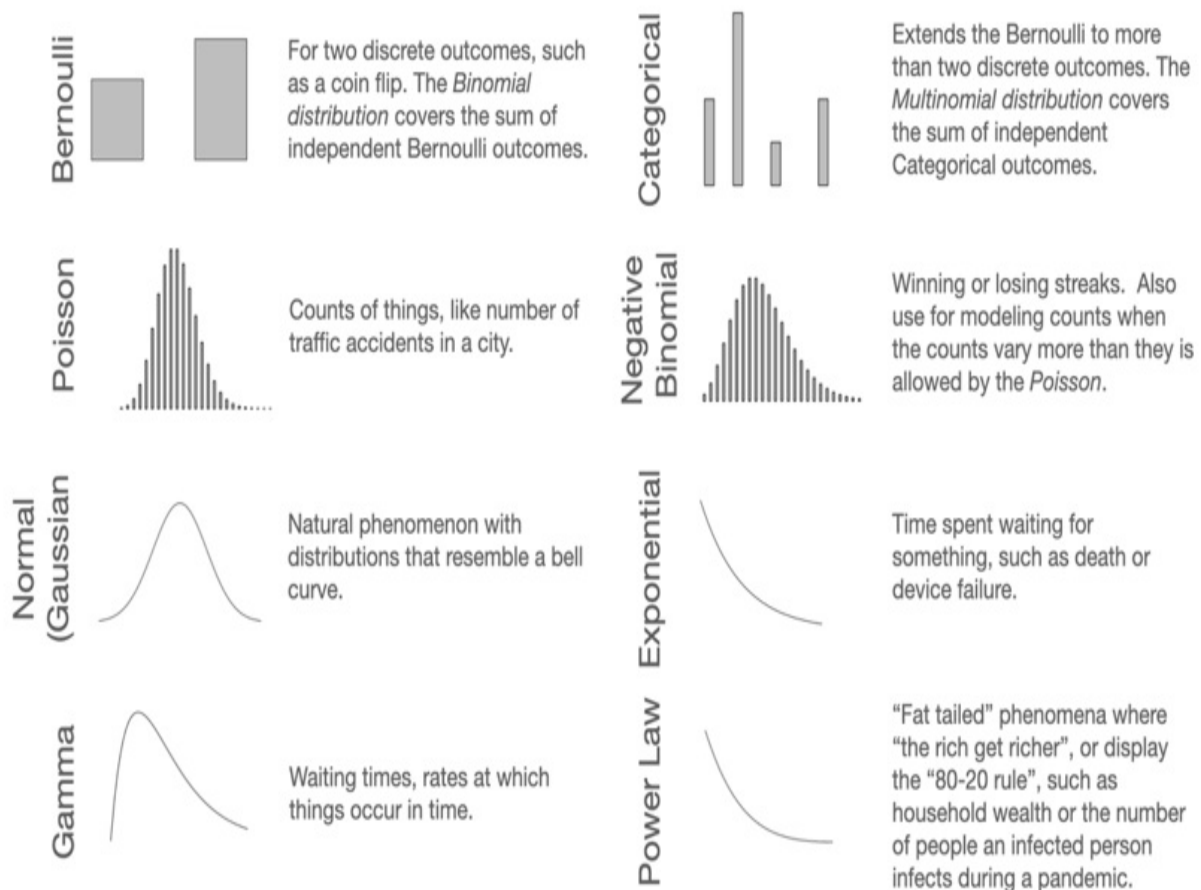 Bernoulli
For two discrete outcomes, such
as a coin flip. The Binomial
distribution covers the sum of
independent Bernoulli outcomes.
Categorical
Extends the Bernoulli to more
than two discrete outcomes. The
Multinomial distribution covers
the sum of independent
Categorical outcomes.
Poisson
Counts of things, like number of
traffic accidents in a city.
Negative
Binomial
Winning or losing streaks.  Also
use for modeling counts when
the counts vary more than they is
allowed by the Poisson.
Normal
(Gaussian
Natural phenomenon with
distributions that resemble a bell
curve.
Exponential
Time spent waiting for
something, such as death or
device failure.
Gamma
Waiting times, rates at which
things occur in time.
Power Law
“Fat tailed” phenomena where
“the rich get richer”, or display
the “80-20 rule”, such as
household wealth or the number
of people an infected person
infects during a pandemic.